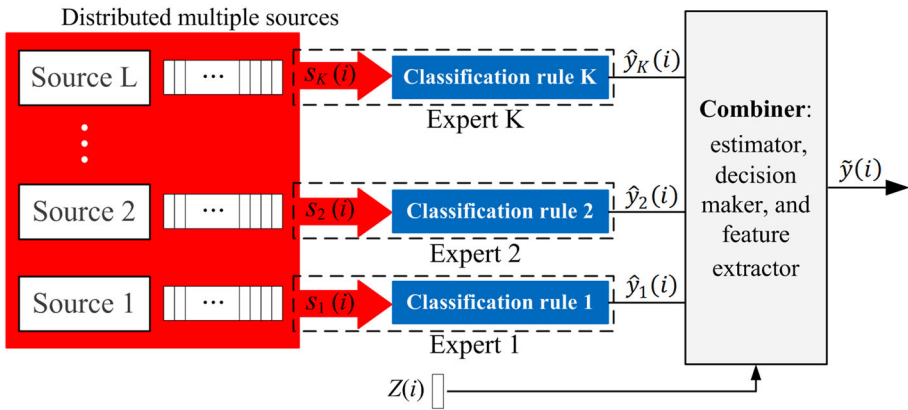 Distributed multiple sources
Source L ... s_K(i) Classification rule K ŷ_K(i)
Expert K
Source 2 ... s_2(i) Classification rule 2 ŷ_2(i)
Expert 2
Source 1 ... s_1(i) Classification rule 1 ŷ_1(i)
Expert 1
Z(i)
Combiner:
estimator,
decision
maker, and
feature
extractor
ỹ(i)